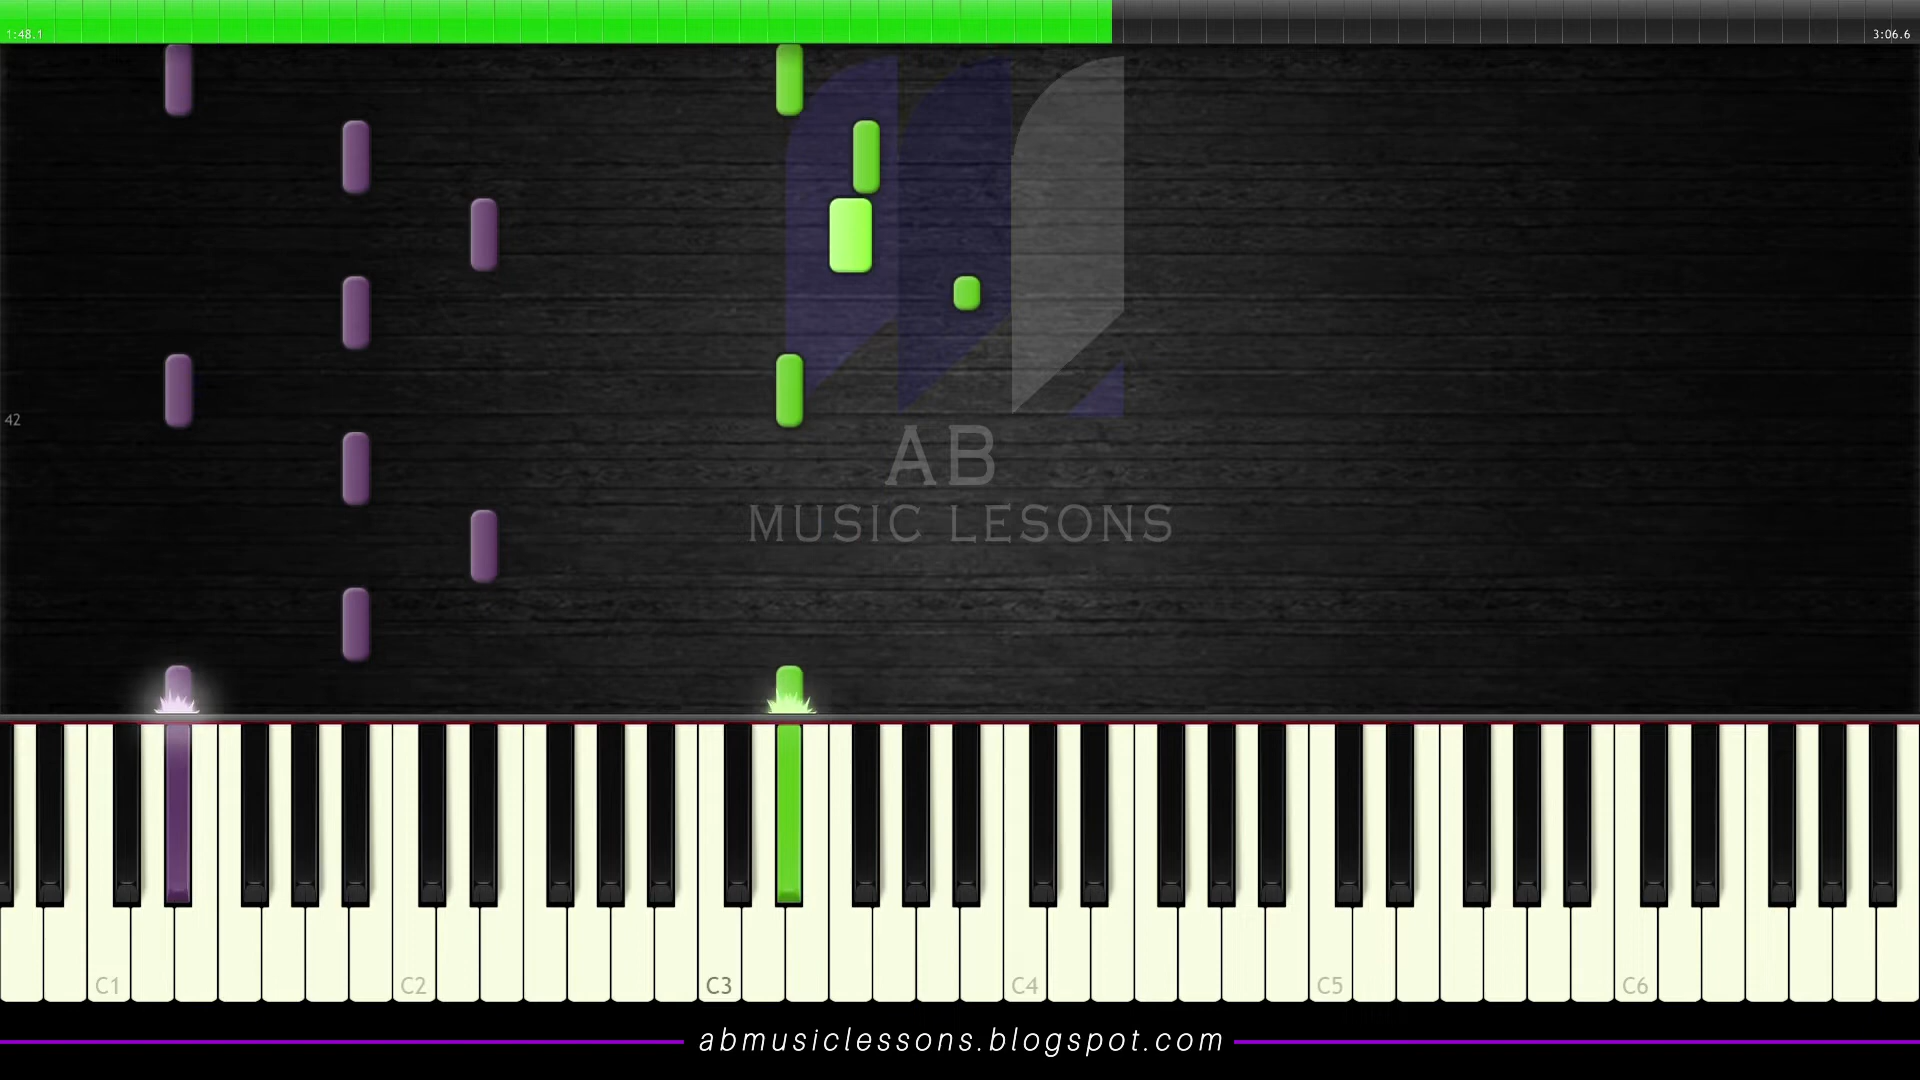 1:48.1
3:06.6
42
AB
MUSIC LESONS
C1 C2 C3 C4 C5 C6
abmusiclessons.blogspot.com